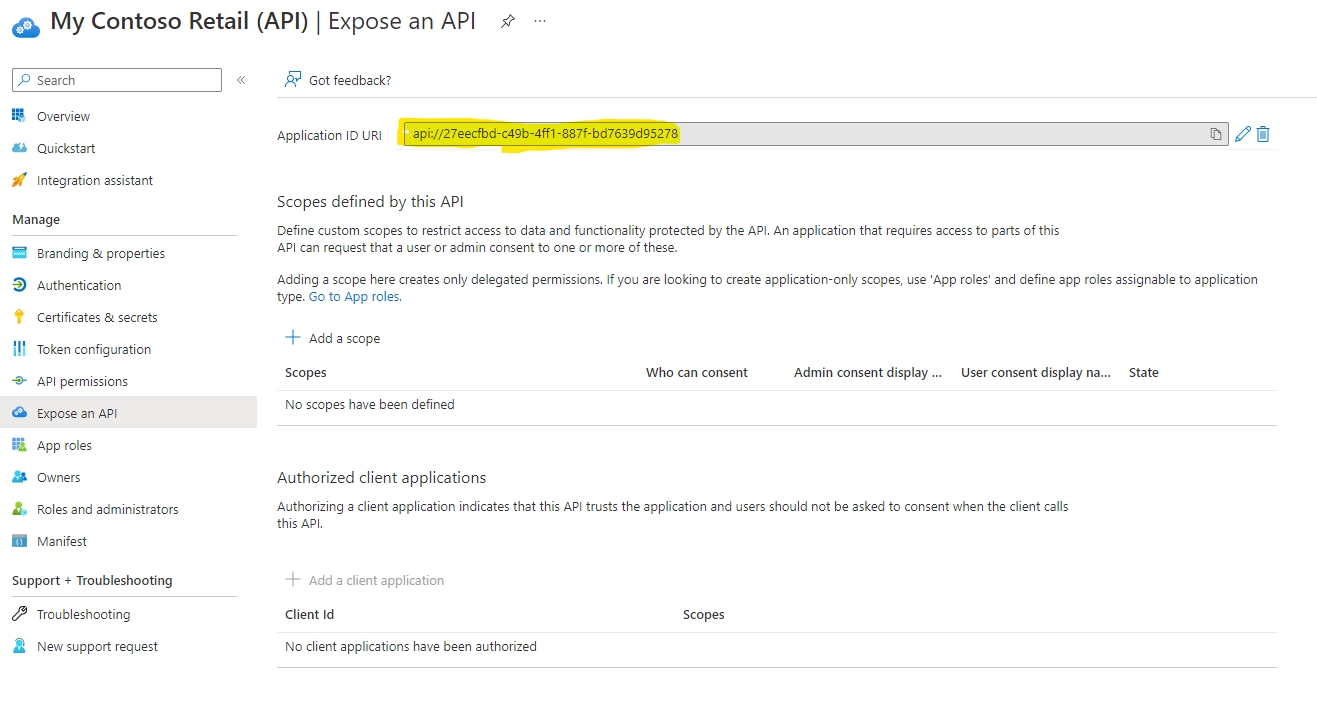 My Contoso Retail (API) | Expose an API
Search
Overview
Quickstart
Integration assistant
Manage
Branding & properties
Authentication
Certificates & secrets
Token configuration
API permissions
Expose an API
App roles
Owners
Roles and administrators
Manifest
Support + Troubleshooting
Troubleshooting
New support request
Got feedback?
Application ID URI api://27eecfbd-c49b-4ff1-887f-bd7639d95278
Scopes defined by this API
Define custom scopes to restrict access to data and functionality protected by the API. An application that requires access to parts of this
API can request that a user or admin consent to one or more of these.
Adding a scope here creates only delegated permissions. If you are looking to create application-only scopes, use 'App roles' and define app roles assignable to application
type. Go to App roles.
Add a scope
Scopes Who can consent Admin consent display ... User consent display na... State
No scopes have been defined
Authorized client applications
Authorizing a client application indicates that this API trusts the application and users should not be asked to consent when the client calls
this API.
Add a client application
Client Id Scopes
No client applications have been authorized